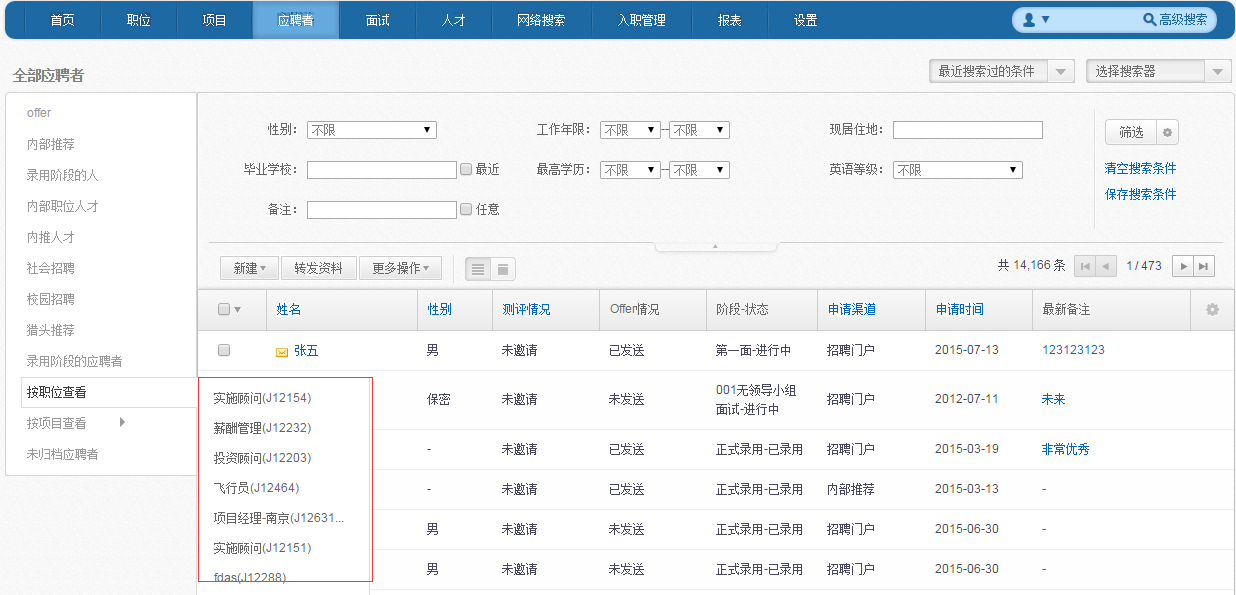 首页 职位 项目 应聘者 面试 人才 网络搜索 入职管理 报表 设置 高级搜索
全部应聘者 最近搜索过的条件 选择搜索器
offer
内部推荐
录用阶段的人
内部职位人才
内推人才
社会招聘
校园招聘
猎头推荐
录用阶段的应聘者
按职位查看
按项目查看
未归档应聘者
性别: 不限 工作年限: 不限 -- 不限 现居住地: 筛选
毕业学校: 最近 最高学历: 不限 -- 不限 英语等级: 不限 清空搜索条件
保存搜索条件
备注: 任意
新建 转发资料 更多操作 共 14,166 条 1 / 473
姓名 性别 测评情况 Offer情况 阶段-状态 申请渠道 申请时间 最新备注
张五 男 未邀请 已发送 第一面-进行中 招聘门户 2015-07-13 123123123
保密 未邀请 未发送 001无领导小组 招聘门户 2012-07-11 未来
面试-进行中
- 未邀请 已发送 正式录用-已录用 招聘门户 2015-03-19 非常优秀
- 未邀请 已发送 正式录用-已录用 内部推荐 2015-03-13 -
男 未邀请 未发送 正式录用-已录用 招聘门户 2015-06-30 -
男 未邀请 未发送 正式录用-已录用 招聘门户 2015-06-30 -
实施顾问(J12154)
薪酬管理(J12232)
投资顾问(J12203)
飞行员(J12464)
项目经理-南京(J12631...
实施顾问(J12151)
fdas(J12288)